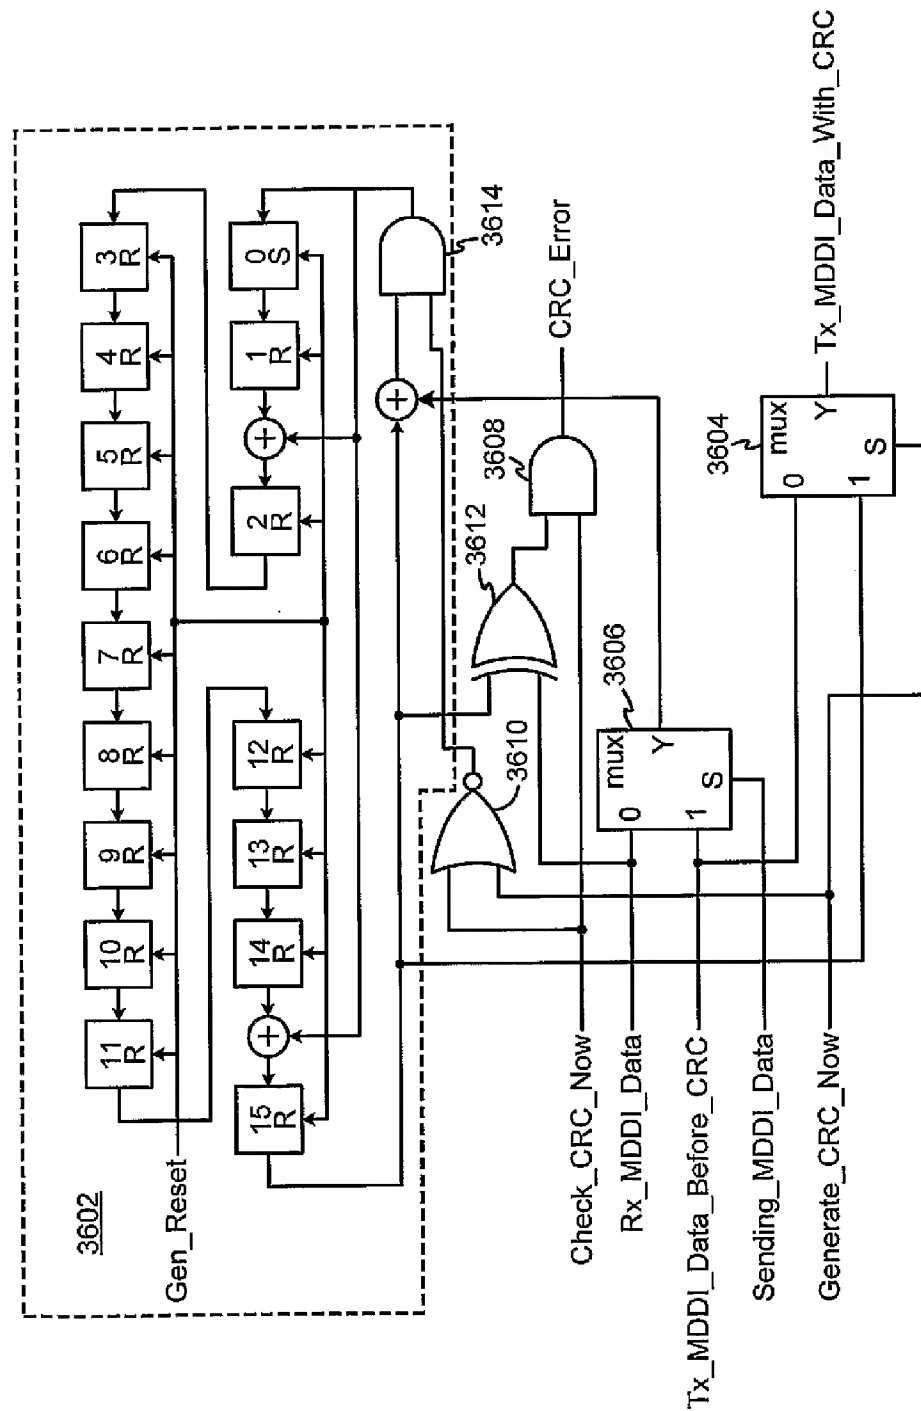 3602
Gen_Reset
11
R
10
R
9
R
8
R
7
R
6
R
5
R
4
R
3
R
15
R
+
14
R
13
R
12
R
2
R
+
1
R
0
S
+
3614
3610
3612
3608
CRC_Error
Check_CRC_Now
Rx_MDDI_Data
Tx_MDDI_Data_Before_CRC
Sending_MDDI_Data
Generate_CRC_Now
3606
mux
0
1
Y
S
3604
mux
0
1
Y
S
Tx_MDDI_Data_With_CRC